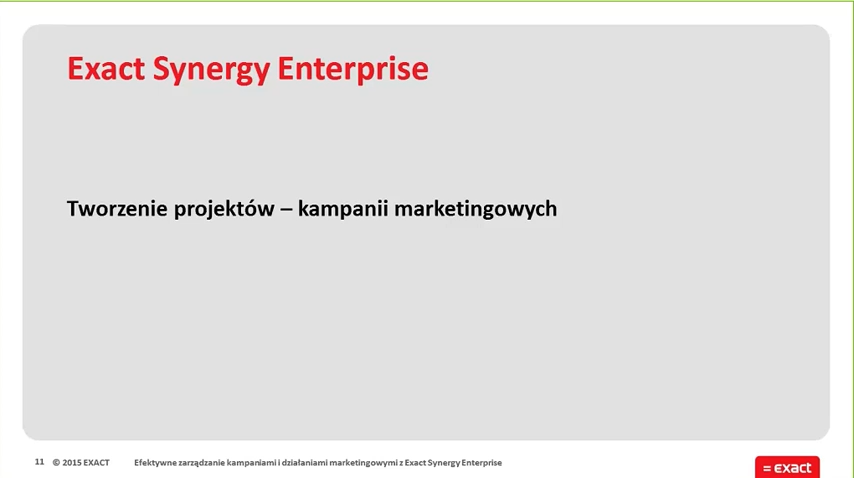 Exact Synergy Enterprise
Tworzenie projektów – kampanii marketingowych
11 © 2015 EXACT Efektywne zarządzanie kampaniami i działaniami marketingowymi z Exact Synergy Enterprise
= exact